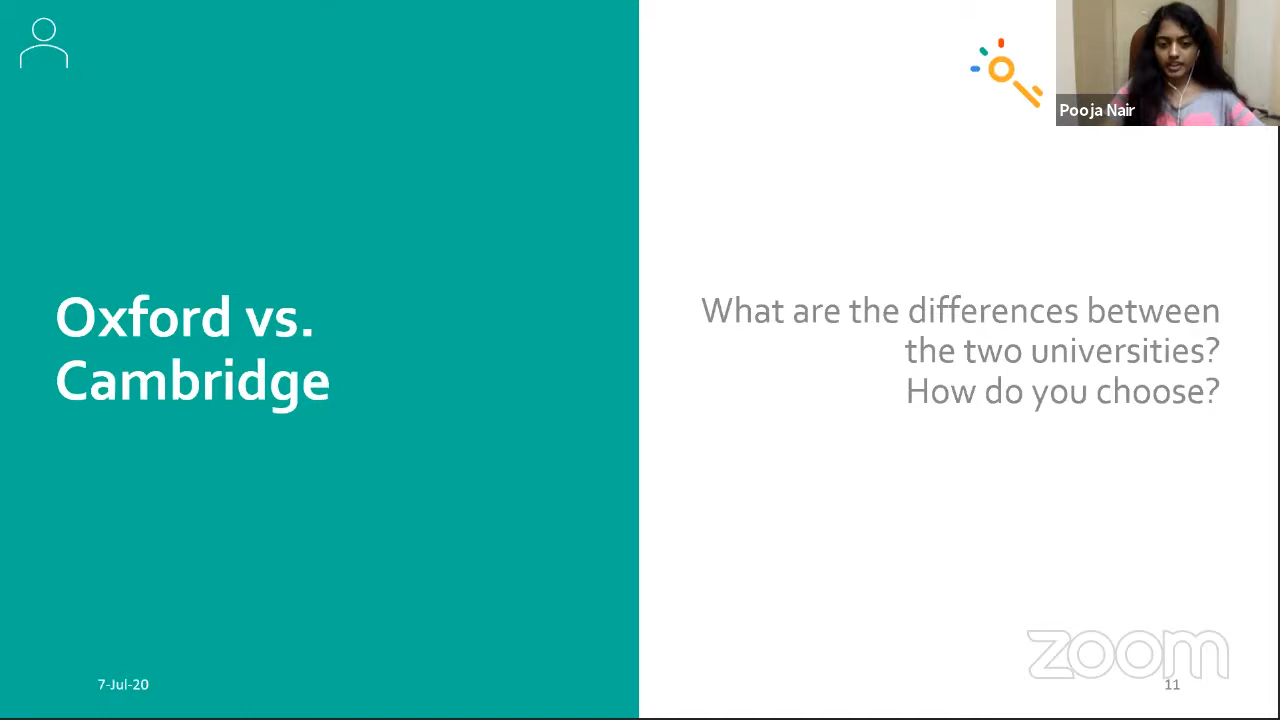 Pooja Nair
Oxford vs.
Cambridge
What are the differences between
the two universities?
How do you choose?
zoom
7-Jul-20
11